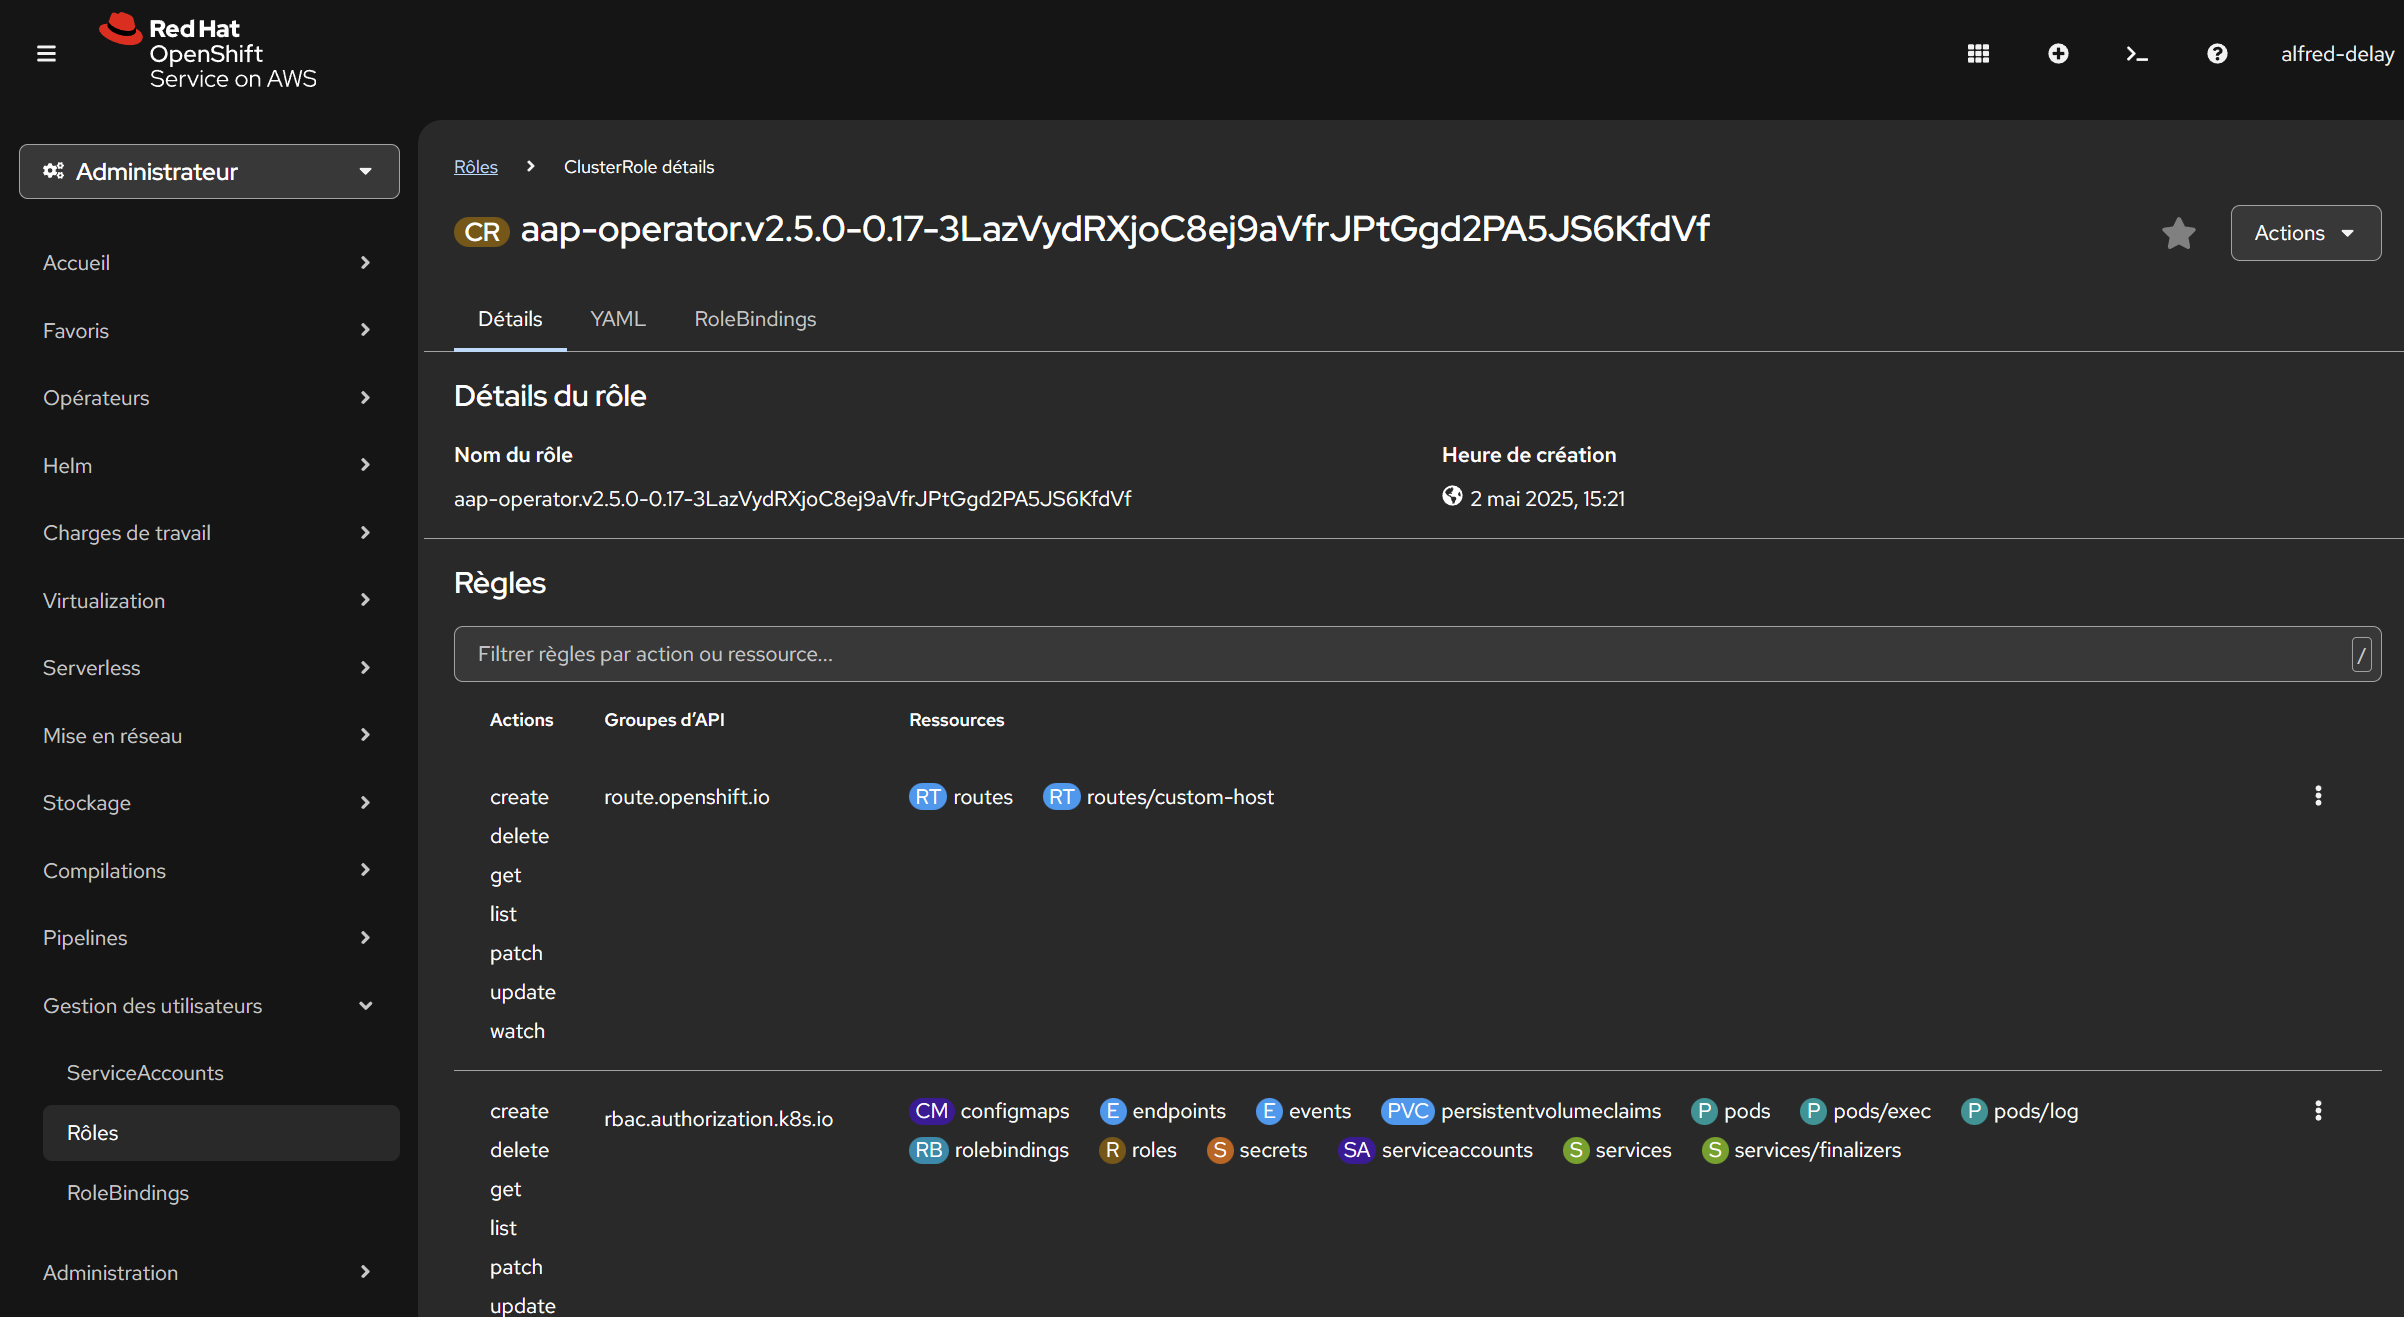 Red Hat
OpenShift
Service on AWS
alfred-delay
Administrateur
Accueil
Favoris
Opérateurs
Helm
Charges de travail
Virtualization
Serverless
Mise en réseau
Stockage
Compilations
Pipelines
Gestion des utilisateurs
ServiceAccounts
Rôles
RoleBindings
Administration
Rôles ClusterRole détails
CR aap-operator.v2.5.0-0.17-3LazVydRXjoC8ej9aVfrJPtGgd2PA5JS6KfdVf
Actions
Détails YAML RoleBindings
Détails du rôle
Nom du rôle
aap-operator.v2.5.0-0.17-3LazVydRXjoC8ej9aVfrJPtGgd2PA5JS6KfdVf
Heure de création
2 mai 2025, 15:21
Règles
Filtrer règles par action ou ressource... /
Actions Groupes d’API Ressources
create route.openshift.io RT routes RT routes/custom-host
delete
get
list
patch
update
watch
create rbac.authorization.k8s.io CM configmaps E endpoints E events PVC persistentvolumeclaims P pods P pods/exec P pods/log
delete RB rolebindings R roles S secrets SA serviceaccounts S services S services/finalizers
get
list
patch
update